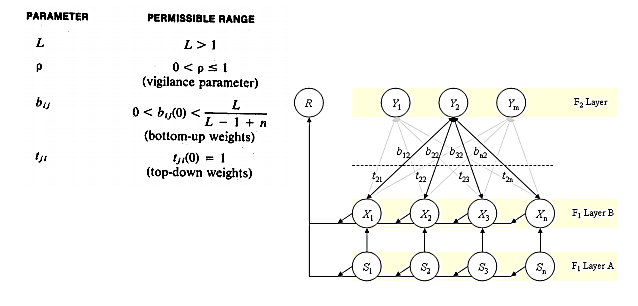 PARAMETER PERMISSIBLE RANGE
L L > 1
ρ 0 < ρ ≤ 1
(vigilance parameter)
b_ij 0 < b_ij(0) < L / (L − 1 + n)
(bottom-up weights)
t_ji t_ji(0) = 1
(top-down weights)
R Y_1 Y_2 Y_m F_2 Layer
b_12 b_22 b_32 b_n2
t_21 t_22 t_23 t_2n
X_1 X_2 X_3 X_n F_1 Layer B
S_1 S_2 S_3 S_n F_1 Layer A